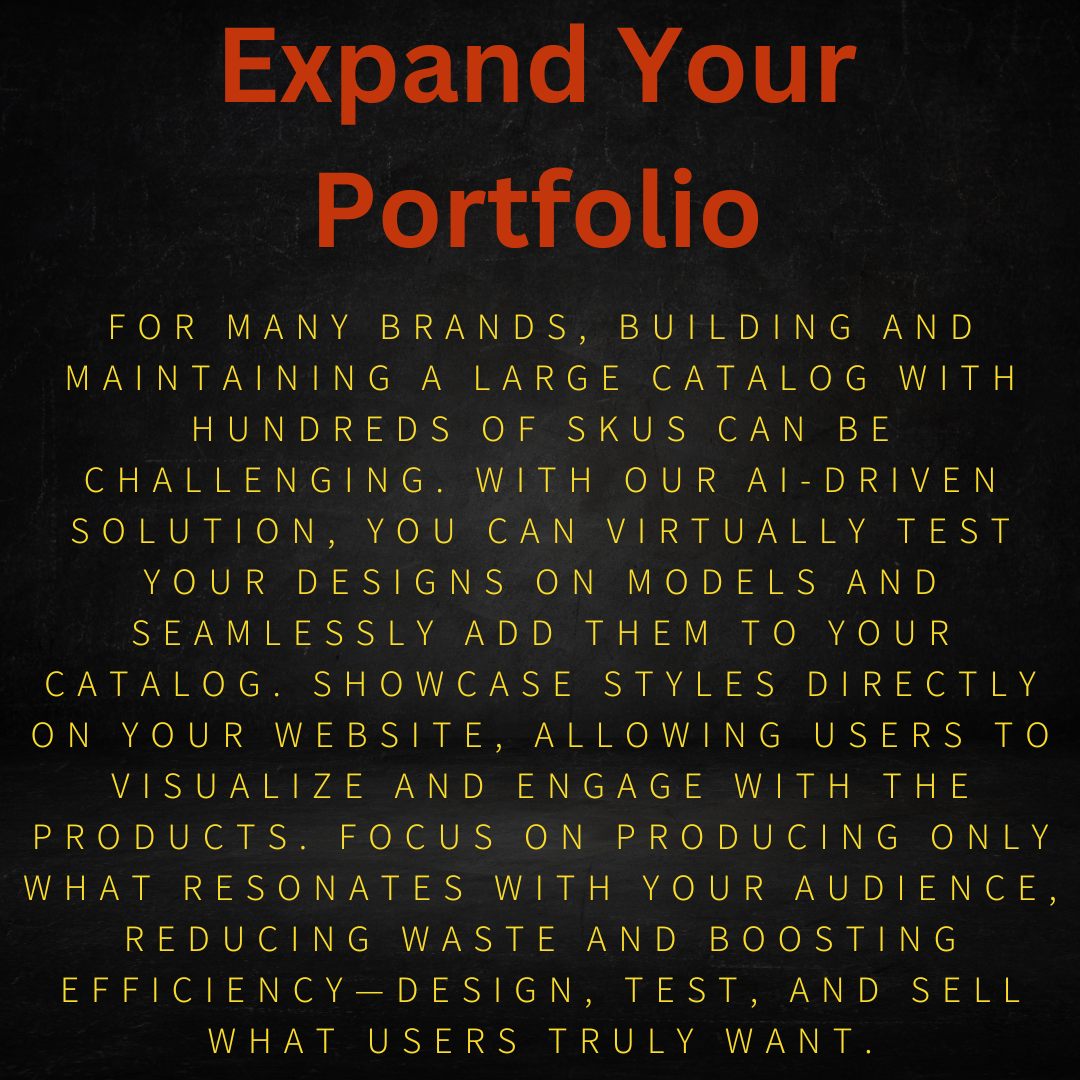 Expand Your
Portfolio
FOR MANY BRANDS, BUILDING AND
MAINTAINING A LARGE CATALOG WITH
HUNDREDS OF SKUS CAN BE
CHALLENGING. WITH OUR AI-DRIVEN
SOLUTION, YOU CAN VIRTUALLY TEST
YOUR DESIGNS ON MODELS AND
SEAMLESSLY ADD THEM TO YOUR
CATALOG. SHOWCASE STYLES DIRECTLY
ON YOUR WEBSITE, ALLOWING USERS TO
VISUALIZE AND ENGAGE WITH THE
PRODUCTS. FOCUS ON PRODUCING ONLY
WHAT RESONATES WITH YOUR AUDIENCE,
REDUCING WASTE AND BOOSTING
EFFICIENCY—DESIGN, TEST, AND SELL
WHAT USERS TRULY WANT.